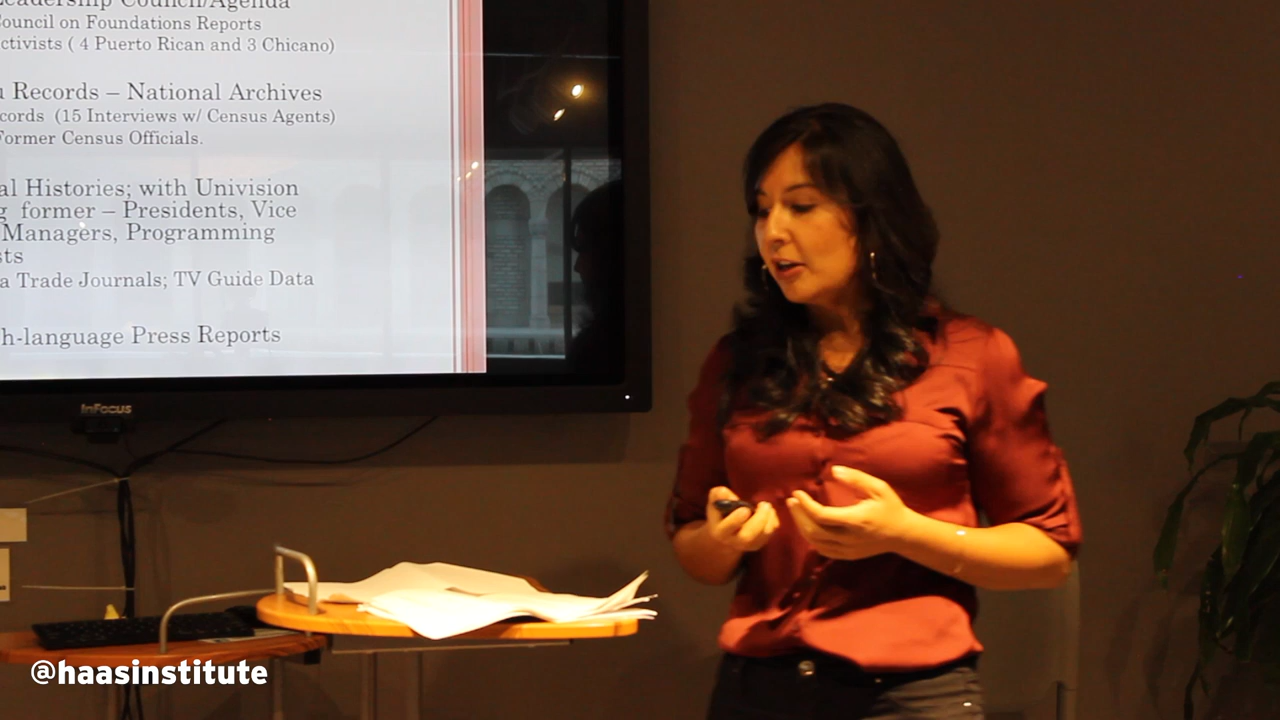 Leadership Council/Agenda
Council on Foundations Reports
ctivists ( 4 Puerto Rican and 3 Chicano)
u Records – National Archives
cords (15 Interviews w/ Census Agents)
Former Census Officials.
al Histories; with Univision
g former – Presidents, Vice
Managers, Programming
sts
a Trade Journals; TV Guide Data
h-language Press Reports
InFocus
@haasinstitute